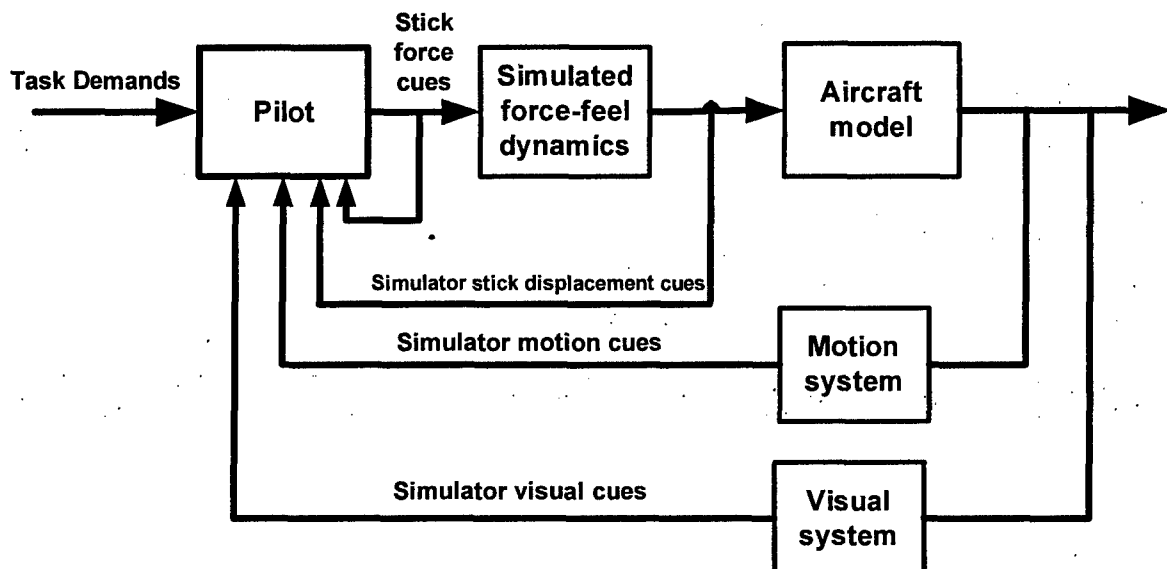 Stick
force
cues
Task Demands
Pilot
Simulated
force-feel
dynamics
Aircraft
model
Simulator stick displacement cues
Simulator motion cues
Motion
system
Simulator visual cues
Visual
system